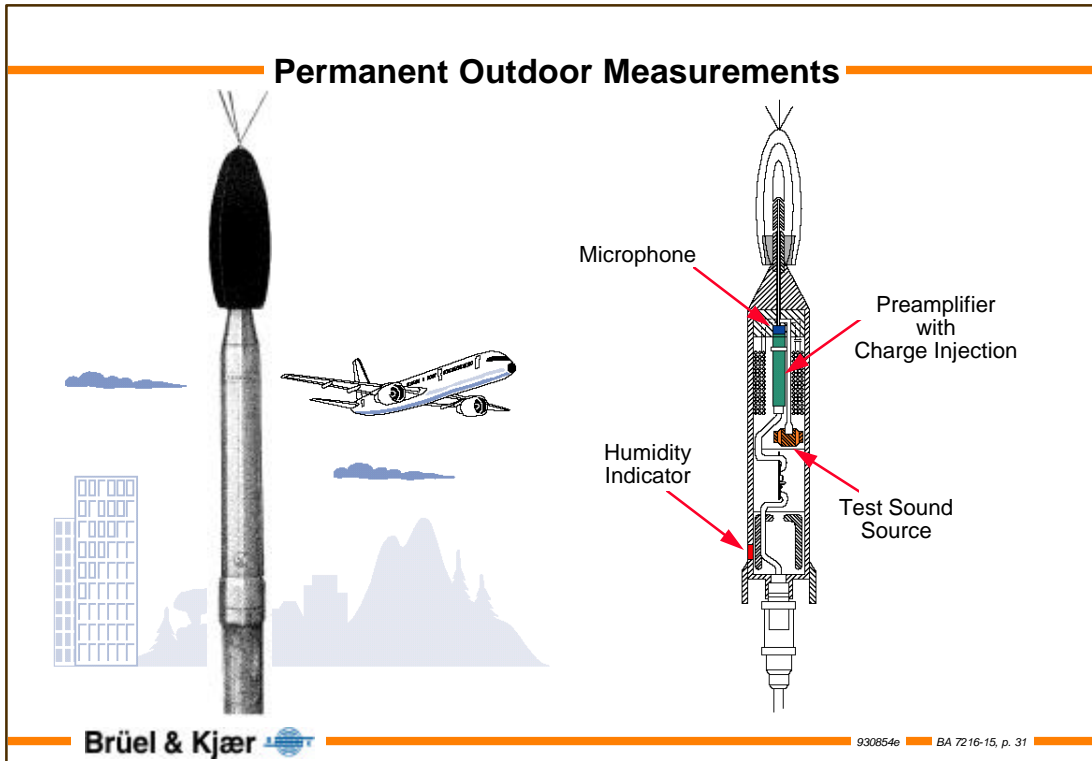 Permanent Outdoor Measurements
Microphone
Preamplifier
with
Charge Injection
Humidity
Indicator
Test Sound
Source
Brüel & Kjær
930854e
BA 7216-15, p. 31